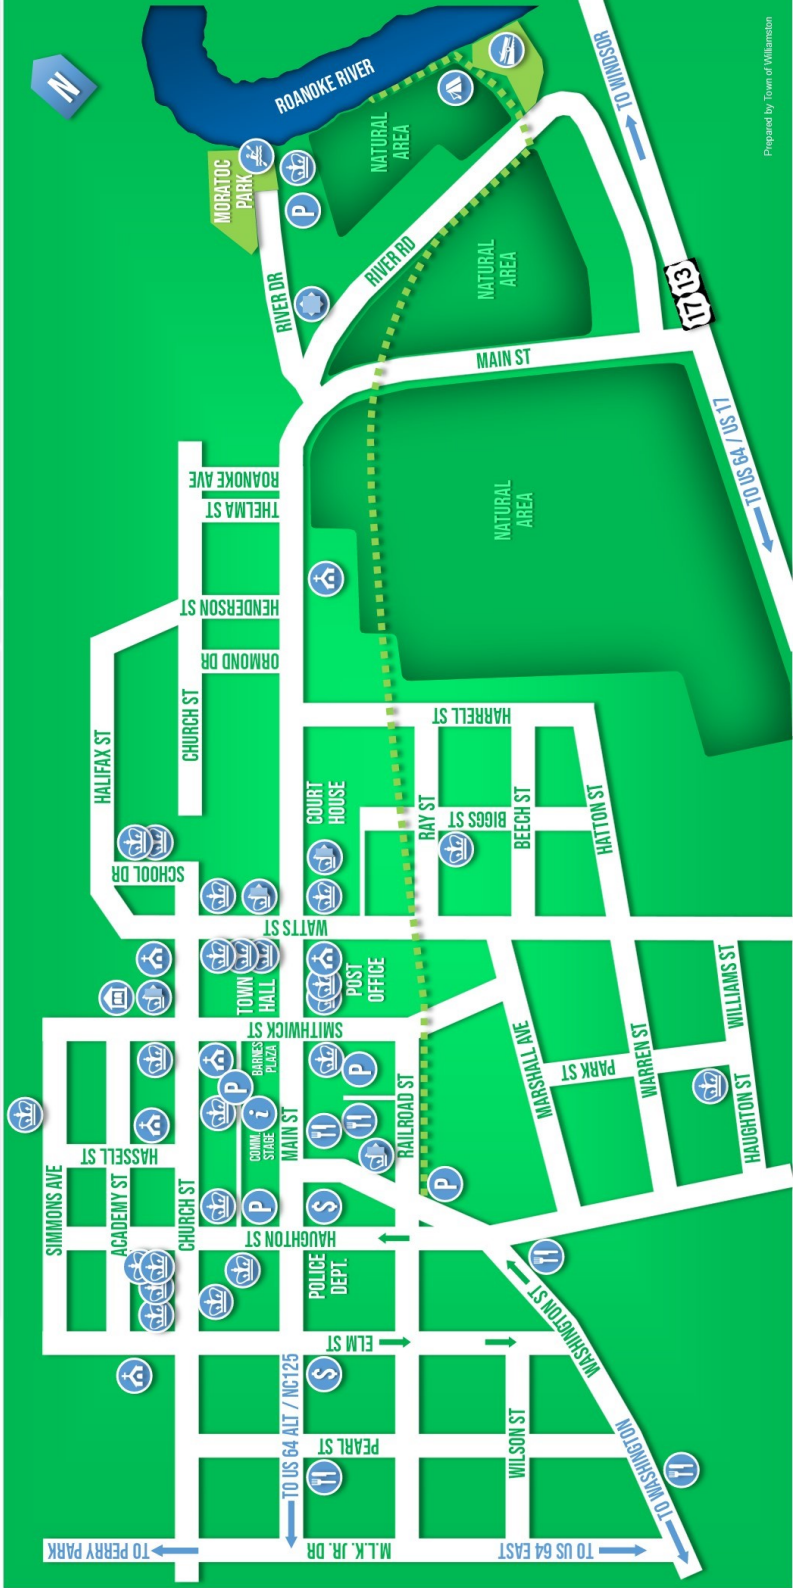 N
ROANOKE RIVER
TO WINDSOR
Prepared by Town of Williamston
MORATOC
PARK
P
NATURAL
AREA
RIVER DR
RIVER RD
NATURAL
AREA
17
13
MAIN ST
TO US 64 / US 17
ROANOKE AVE
THELMA ST
HENDERSON ST
ORMOND DR
NATURAL
AREA
HALIFAX ST
CHURCH ST
HARRELL ST
COURT
HOUSE
RAY ST
BIGGS ST
BEECH ST
HATTON ST
SCHOOL DR
WATTS ST
TOWN
HALL
POST
OFFICE
SMITHWICK ST
BARNES
PLAZA
P
P
i
COMM.
STAGE
MAIN ST
RAILROAD ST
MARSHALL AVE
PARK ST
WARREN ST
WILLIAMS ST
HAUGHTON ST
SIMMONS AVE
HASSELL ST
ACADEMY ST
CHURCH ST
P
S
P
HAUGHTON ST
POLICE
DEPT.
ELM ST
WASHINGTON ST
S
TO US 64 ALT / NC125
PEARL ST
WILSON ST
TO WASHINGTON
TO PERRY PARK
M.L.K. JR. DR
TO US 64 EAST